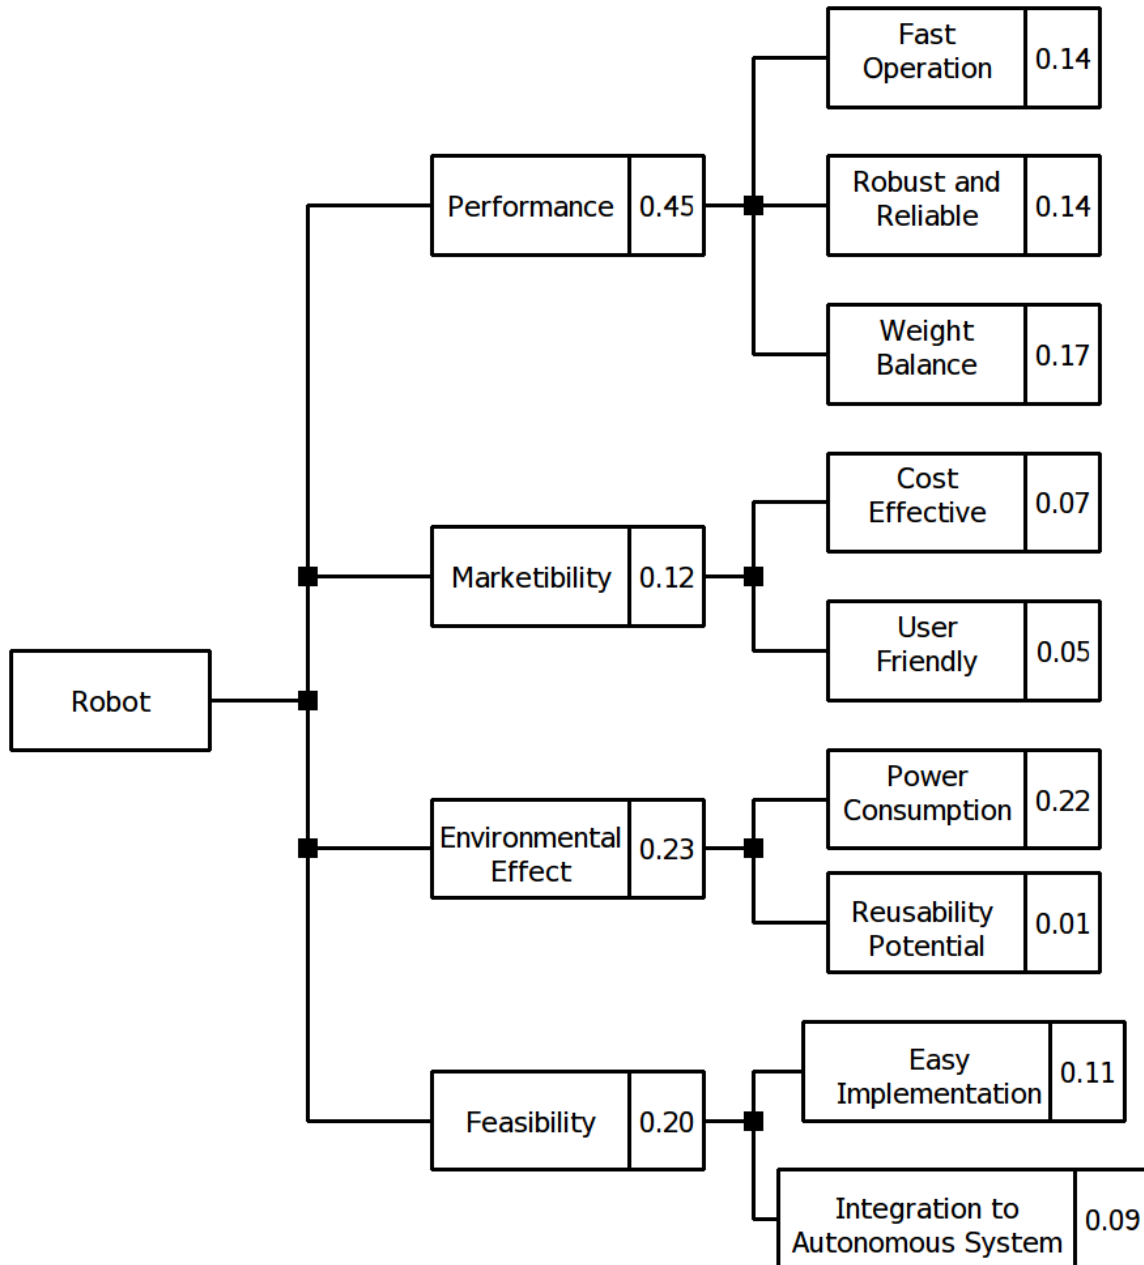 Fast
Operation
0.14
Performance
0.45
Robust and
Reliable
0.14
Weight
Balance
0.17
Cost
Effective
0.07
Marketibility
0.12
User
Friendly
0.05
Robot
Power
Consumption
0.22
Environmental
Effect
0.23
Reusability
Potential
0.01
Easy
Implementation
0.11
Feasibility
0.20
Integration to
Autonomous System
0.09